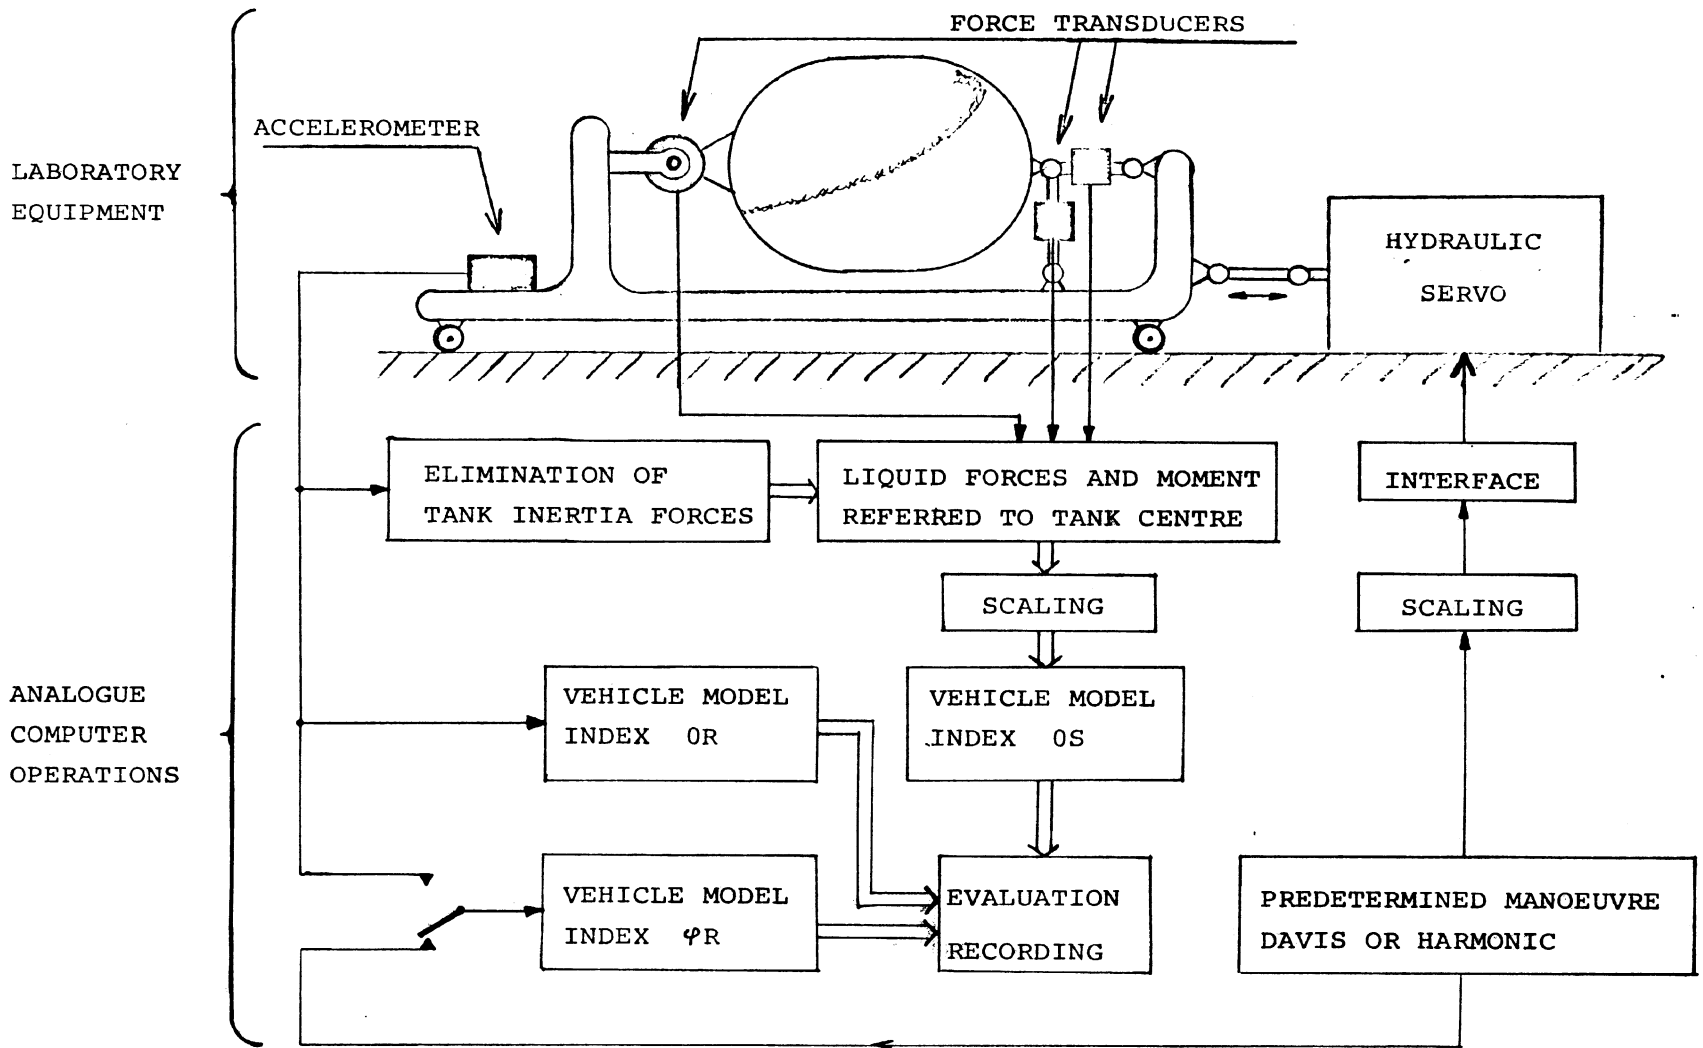 FORCE TRANSDUCERS
ACCELEROMETER
LABORATORY
EQUIPMENT
HYDRAULIC
SERVO
ELIMINATION OF
TANK INERTIA FORCES
LIQUID FORCES AND MOMENT
REFERRED TO TANK CENTRE
INTERFACE
SCALING
SCALING
ANALOGUE
COMPUTER
OPERATIONS
VEHICLE MODEL
INDEX 0R
VEHICLE MODEL
INDEX 0S
VEHICLE MODEL
INDEX φR
EVALUATION
RECORDING
PREDETERMINED MANOEUVRE
DAVIS OR HARMONIC